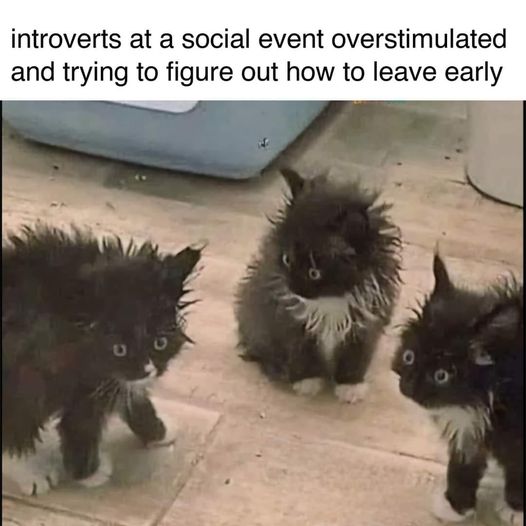 introverts at a social event overstimulated
and trying to figure out how to leave early